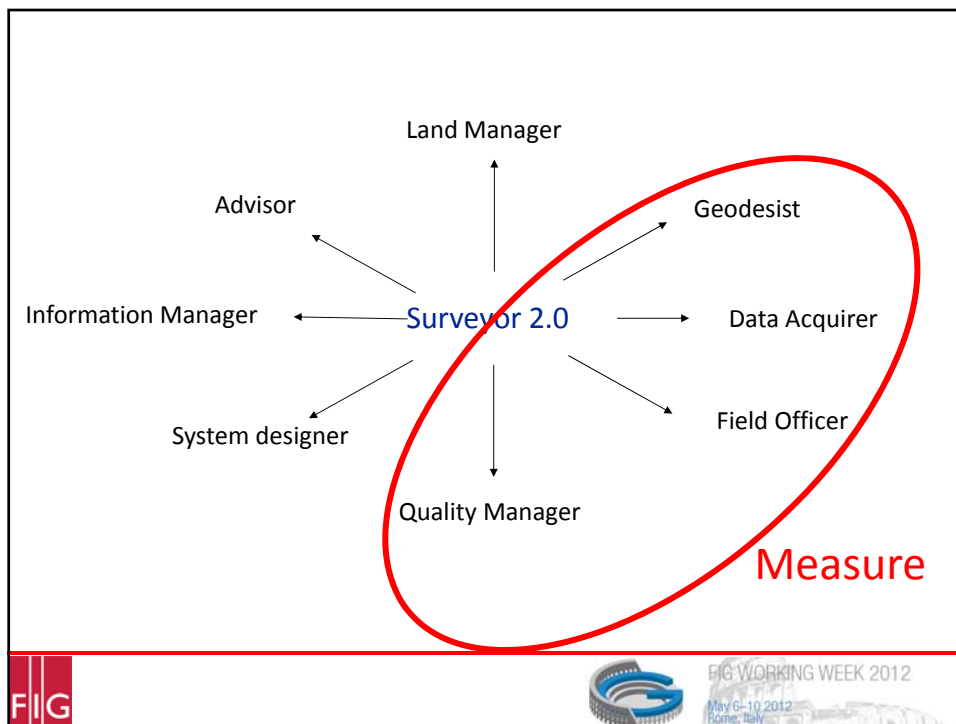 Land Manager
Advisor
Geodesist
Information Manager
Surveyor 2.0
Data Acquirer
System designer
Field Officer
Quality Manager
Measure
FIG
FIG WORKING WEEK 2012
May 6–10 2012
Rome, Italy